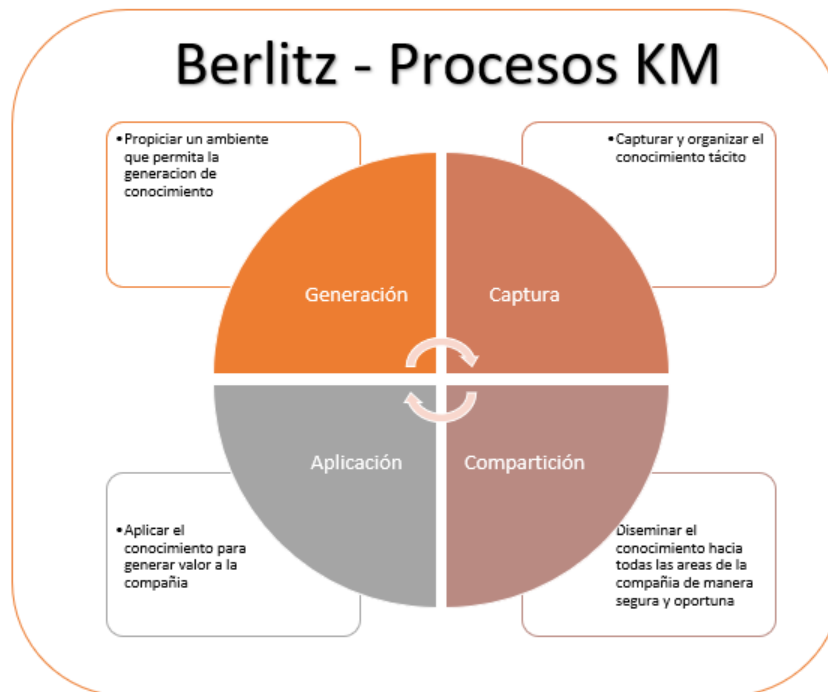 Berlitz - Procesos KM
•Propiciar un ambiente
que permita la
generacion de
conocimiento
•Capturar y organizar el
conocimiento tácito
Generación
Captura
Aplicación
Compartición
•Aplicar el
conocimiento para
generar valor a la
compañia
Diseminar el
conocimiento hacia
todas las areas de la
compañia de manera
segura y oportuna